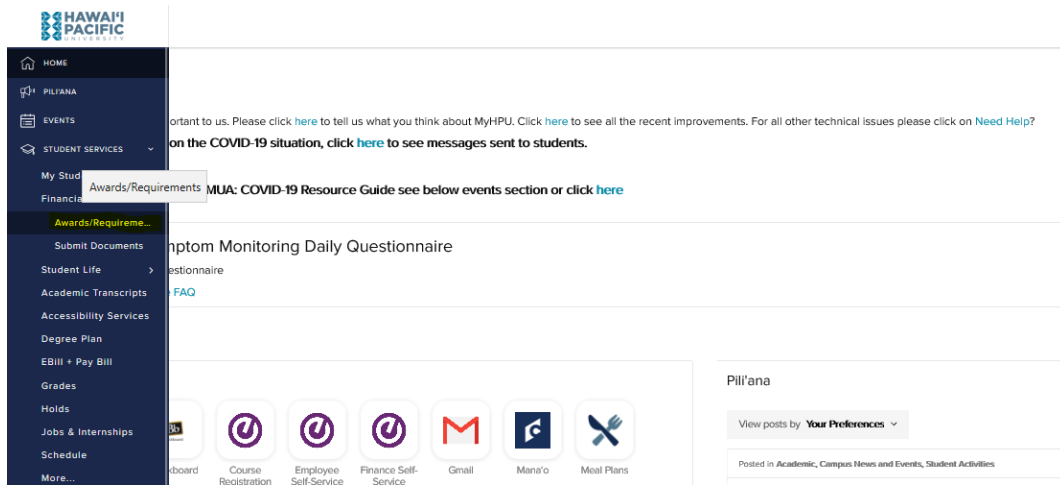 HAWAI'I
PACIFIC
UNIVERSITY
HOME
PILI'ANA
EVENTS
STUDENT SERVICES
My Stud
Financia
Awards/Requirements
Awards/Requireme...
Submit Documents
Student Life
Academic Transcripts
Accessibility Services
Degree Plan
EBill + Pay Bill
Grades
Holds
Jobs & Internships
Schedule
More...
ortant to us. Please click here to tell us what you think about MyHPU. Click here to see all the recent improvements. For all other technical issues please click on Need Help?
on the COVID-19 situation, click here to see messages sent to students.
MUA: COVID-19 Resource Guide see below events section or click here
mptom Monitoring Daily Questionnaire
estionnaire
FAQ
Bb
kboard
Course
Registration
Employee
Self-Service
Finance Self-
Service
Gmail
Mana'o
Meal Plans
Pili'ana
View posts by Your Preferences
Posted in Academic, Campus News and Events, Student Activities